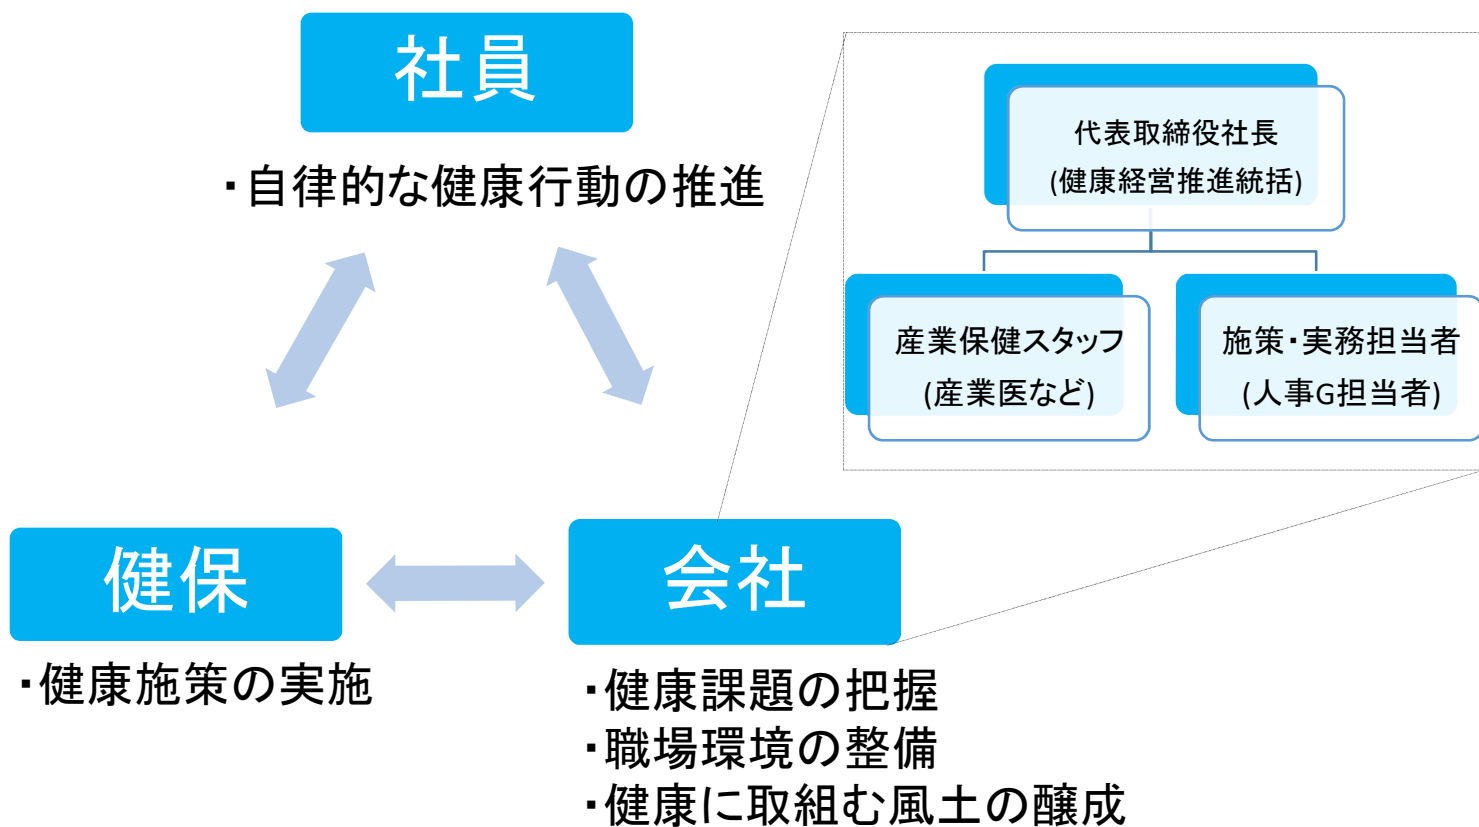 社員
・自律的な健康行動の推進
代表取締役社長
(健康経営推進統括)
産業保健スタッフ
(産業医など)
施策・実務担当者
(人事G担当者)
健保
・健康施策の実施
会社
・健康課題の把握
・職場環境の整備
・健康に取組む風土の醸成